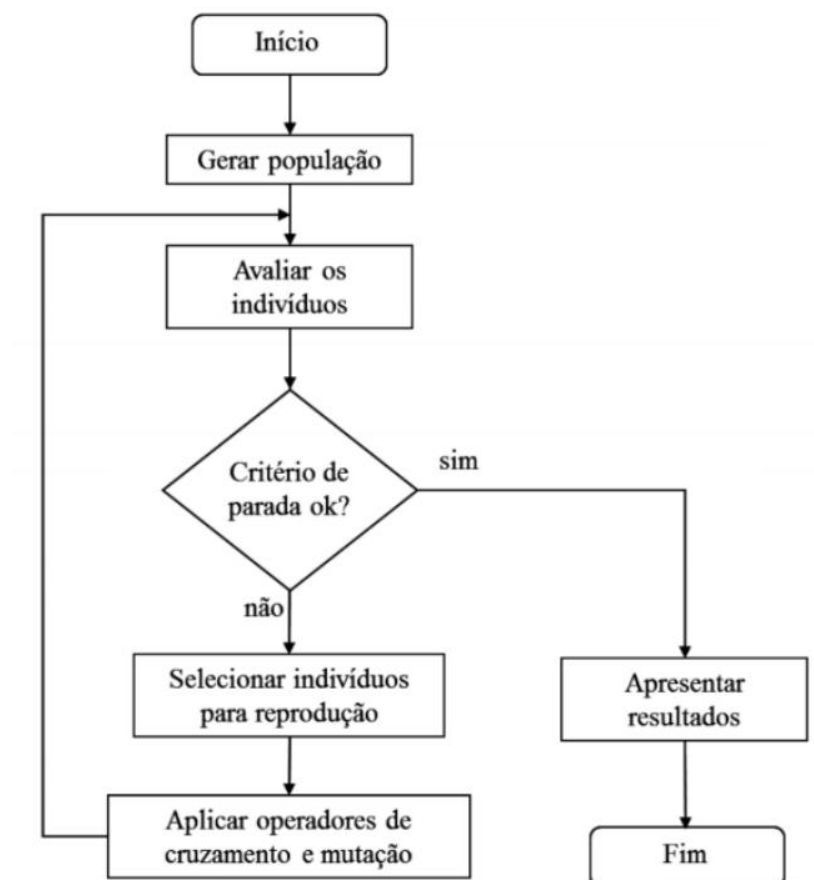 Início
Gerar população
Avaliar os
indivíduos
Critério de
parada ok?
sim
não
Selecionar indivíduos
para reprodução
Apresentar
resultados
Aplicar operadores de
cruzamento e mutação
Fim